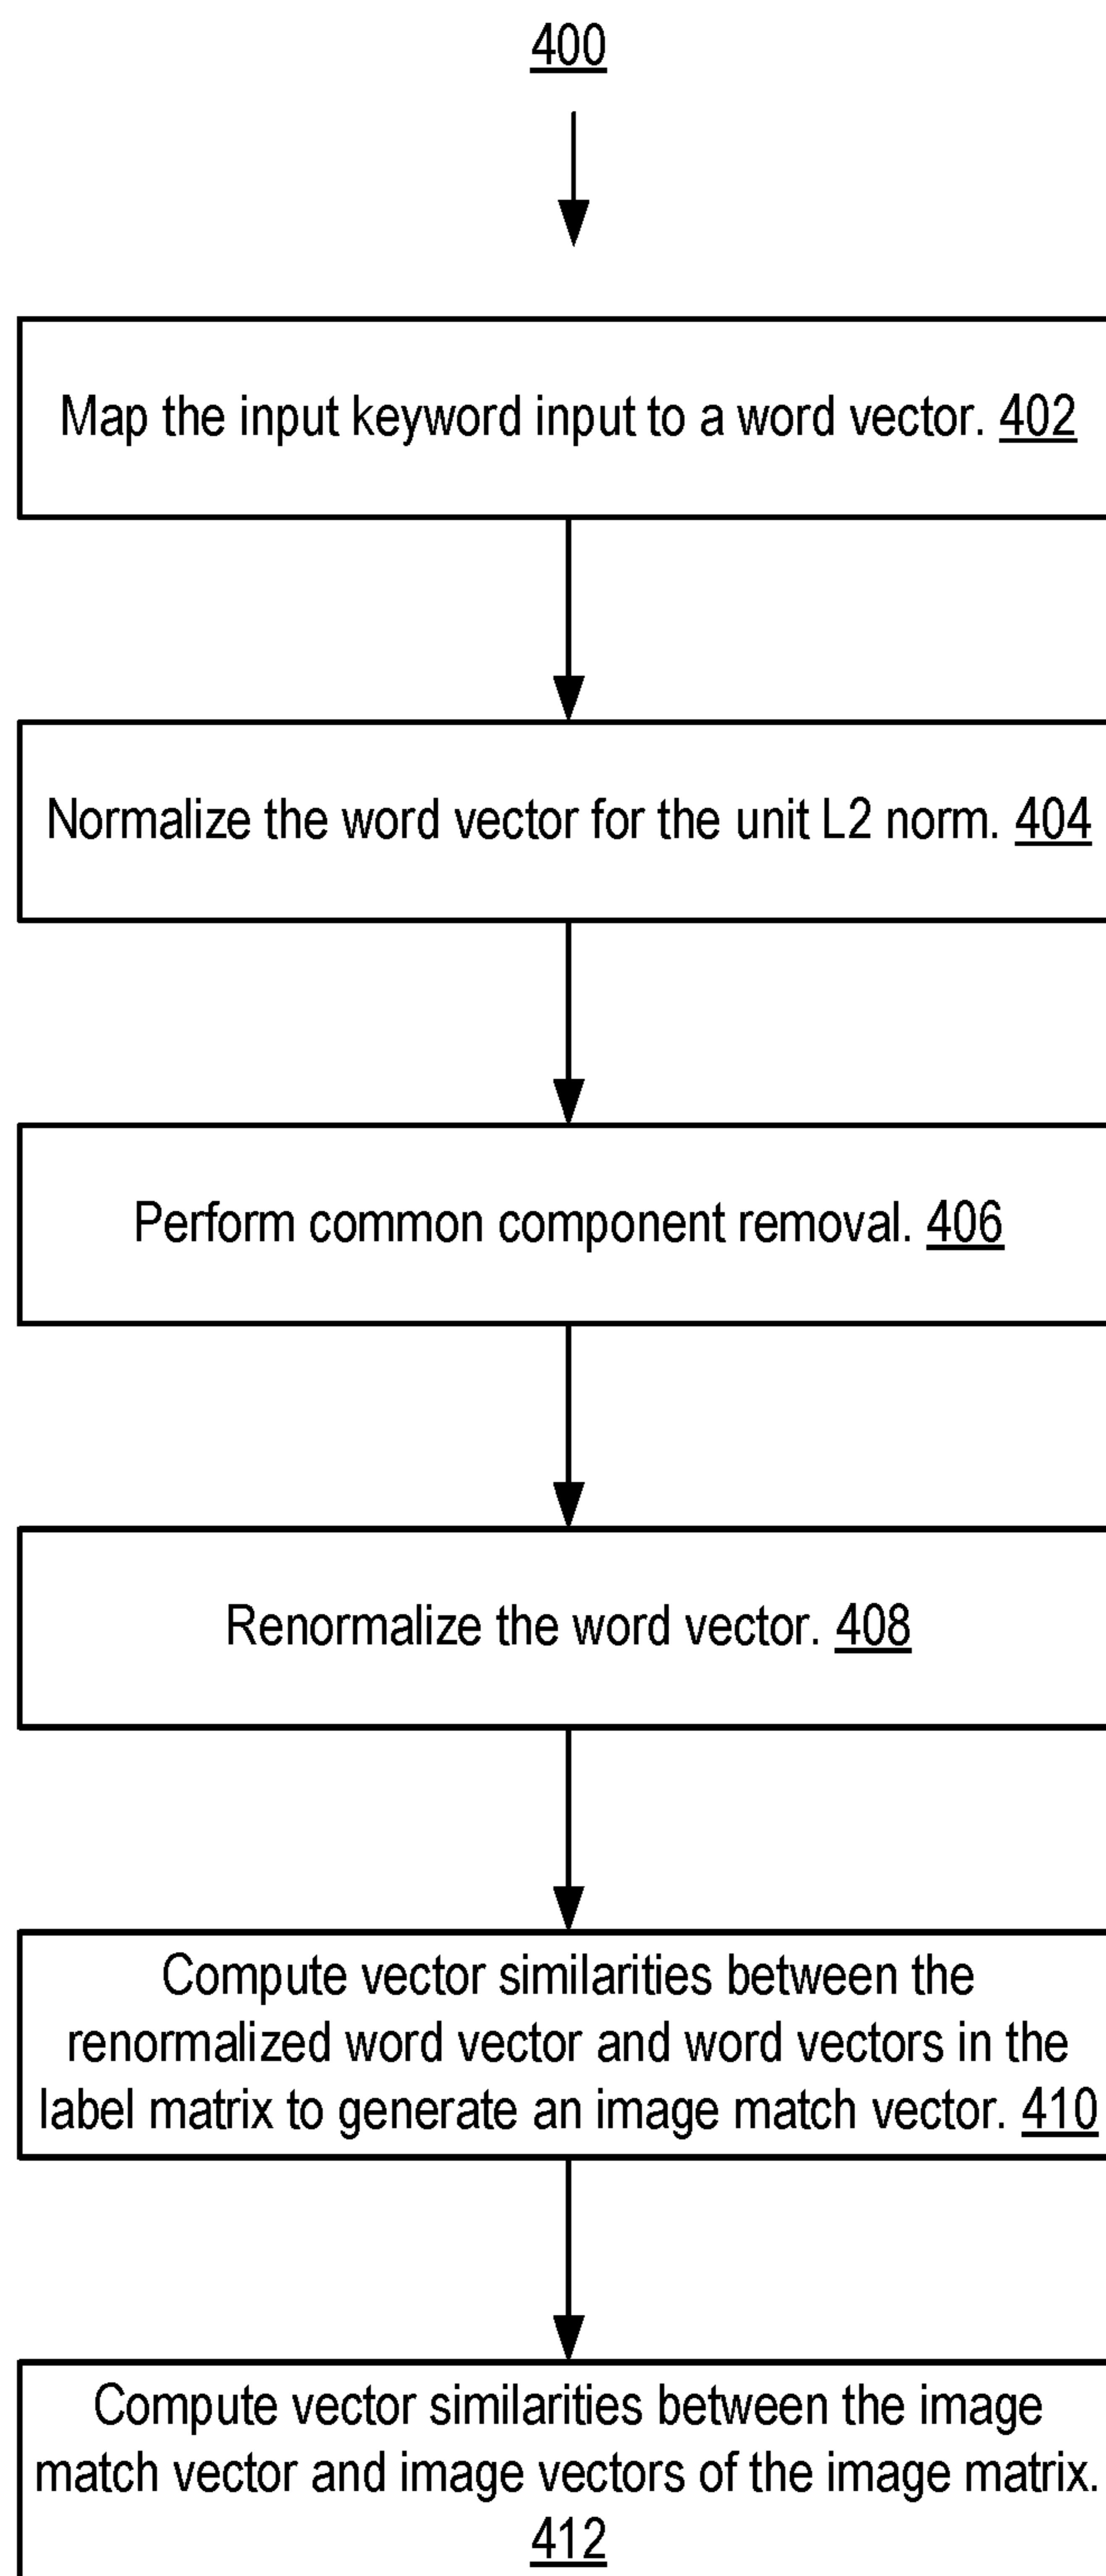 400
Map the input keyword input to a word vector. 402
Normalize the word vector for the unit L2 norm. 404
Perform common component removal. 406
Renormalize the word vector. 408
Compute vector similarities between the
renormalized word vector and word vectors in the
label matrix to generate an image match vector. 410
Compute vector similarities between the image
match vector and image vectors of the image matrix.
412